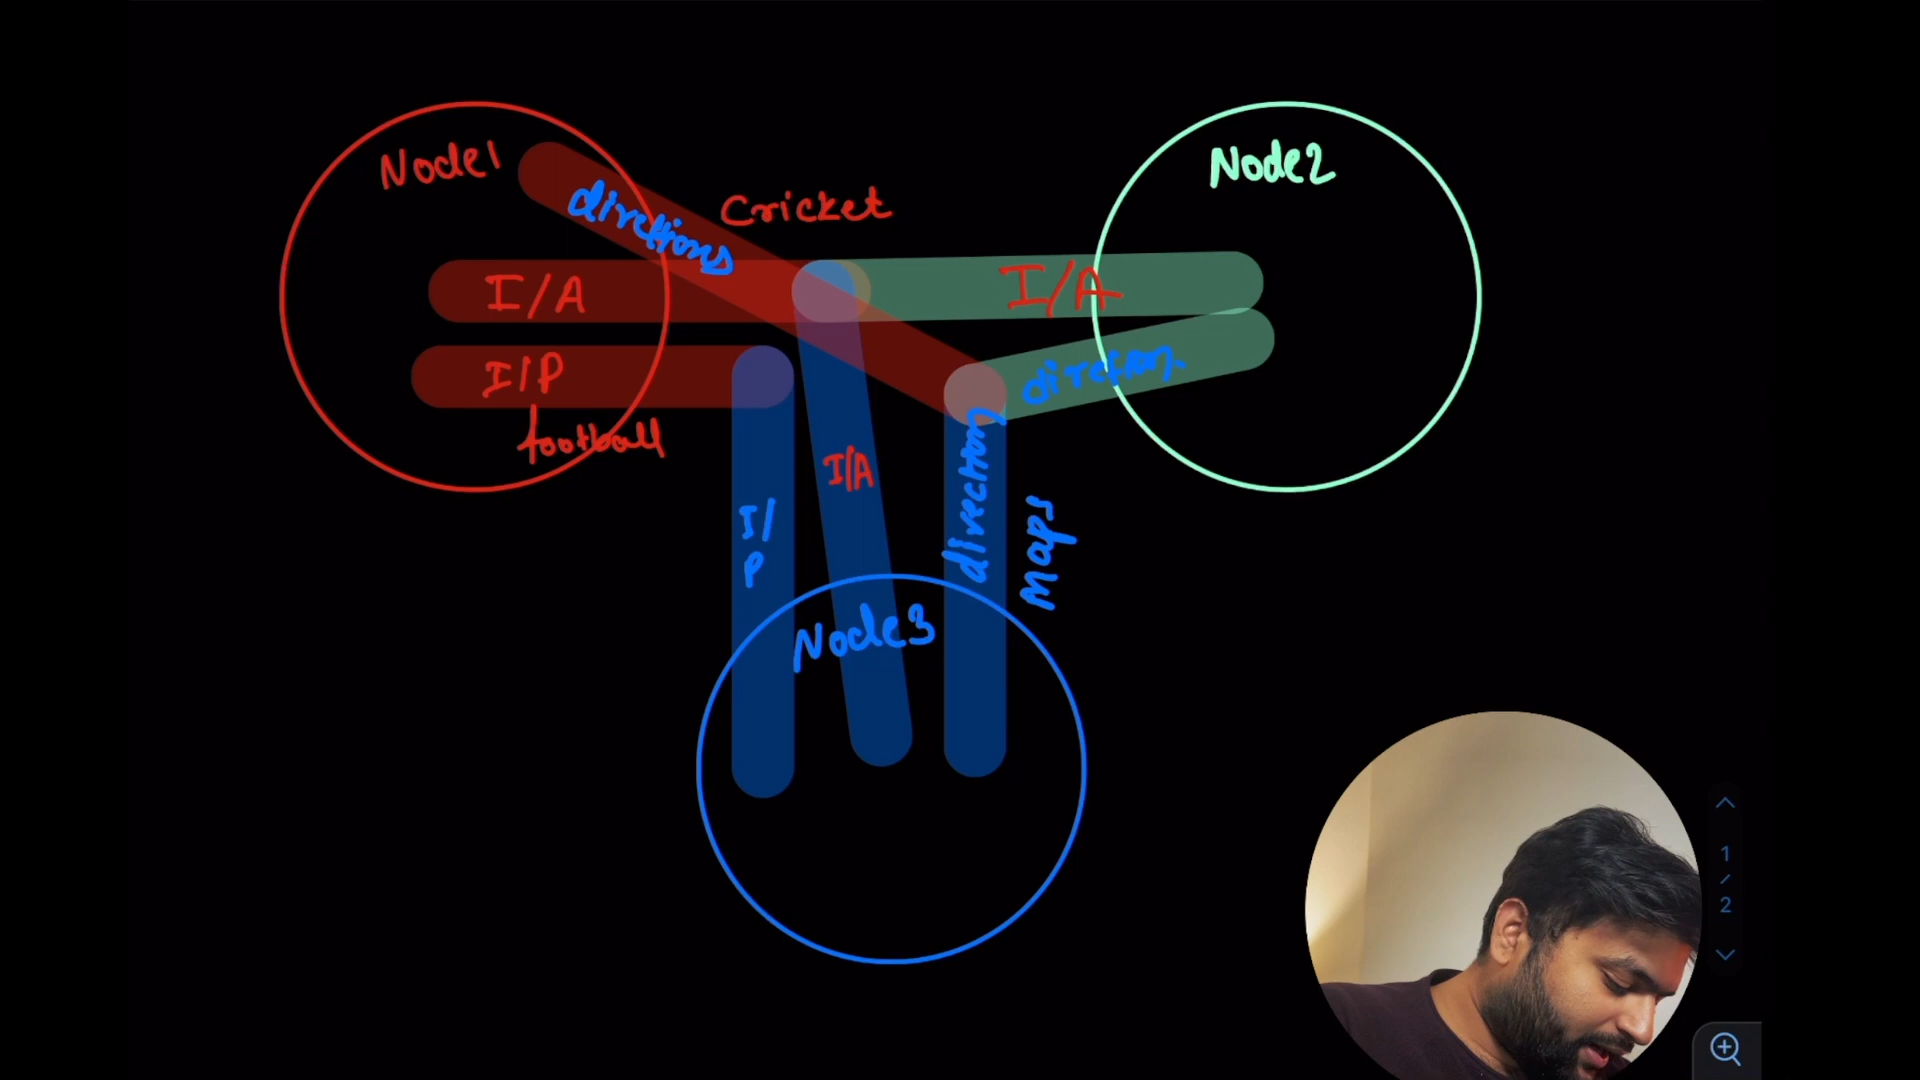 Node1
Node2
directions
Cricket
I/A
I/A
I/P
direction
football
I/A
direction
Maps
I/
P
Node3
1
/
2